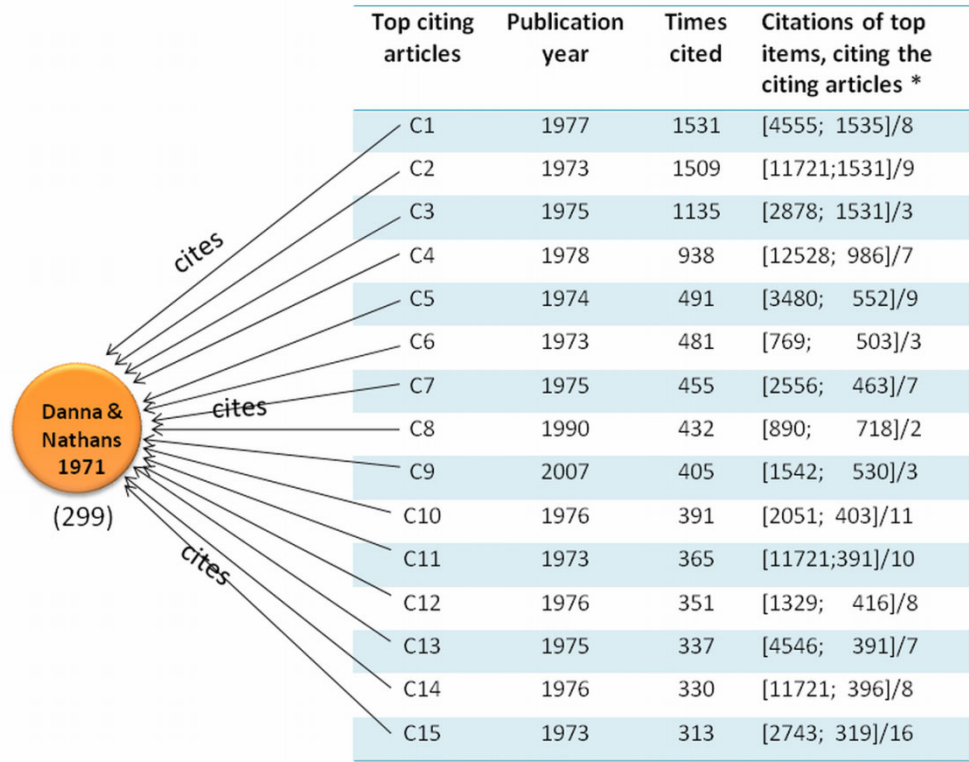 Top citing articles Publication year Times cited Citations of top items, citing the citing articles *
C1 1977 1531 [4555; 1535]/8
C2 1973 1509 [11721;1531]/9
C3 1975 1135 [2878; 1531]/3
C4 1978 938 [12528; 986]/7
C5 1974 491 [3480; 552]/9
C6 1973 481 [769; 503]/3
C7 1975 455 [2556; 463]/7
C8 1990 432 [890; 718]/2
C9 2007 405 [1542; 530]/3
C10 1976 391 [2051; 403]/11
C11 1973 365 [11721;391]/10
C12 1976 351 [1329; 416]/8
C13 1975 337 [4546; 391]/7
C14 1976 330 [11721; 396]/8
C15 1973 313 [2743; 319]/16
cites
cites
cites
Danna &
Nathans
1971
(299)